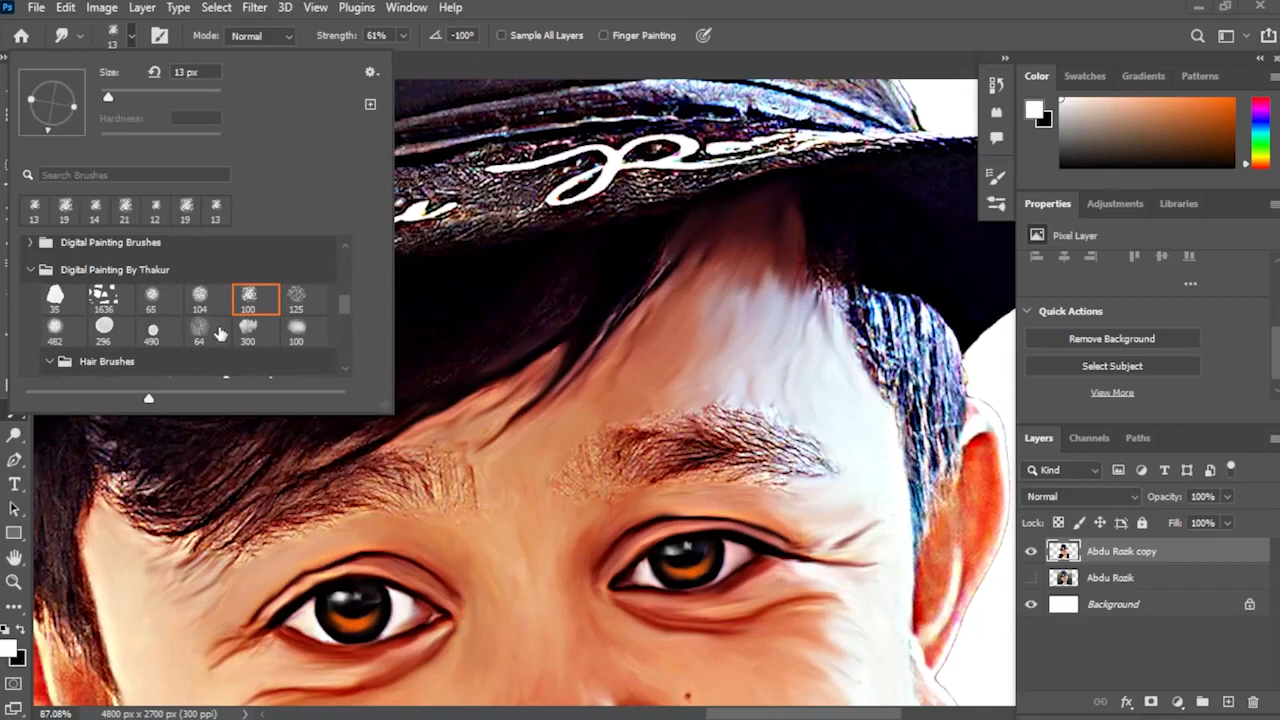 Ps File Edit Image Layer Type Select Filter 3D View Plugins Window Help
13 Mode: Normal Strength: 61% -100° Sample All Layers Finger Painting
Size: 13 px
Hardness:
Search Brushes
13 19 14 21 12 19 13
Digital Painting Brushes
Digital Painting By Thakur
35 1636 65 104 100 125
482 296 490 64 300 100
Hair Brushes
Color Swatches Gradients Patterns
Properties Adjustments Libraries
Pixel Layer
Quick Actions
Remove Background
Select Subject
View More
Layers Channels Paths
Kind
Normal Opacity: 100%
Lock: Fill: 100%
Abdu Rozik copy
Abdu Rozik
Background
87.08% 4800 px x 2700 px (300 ppi)